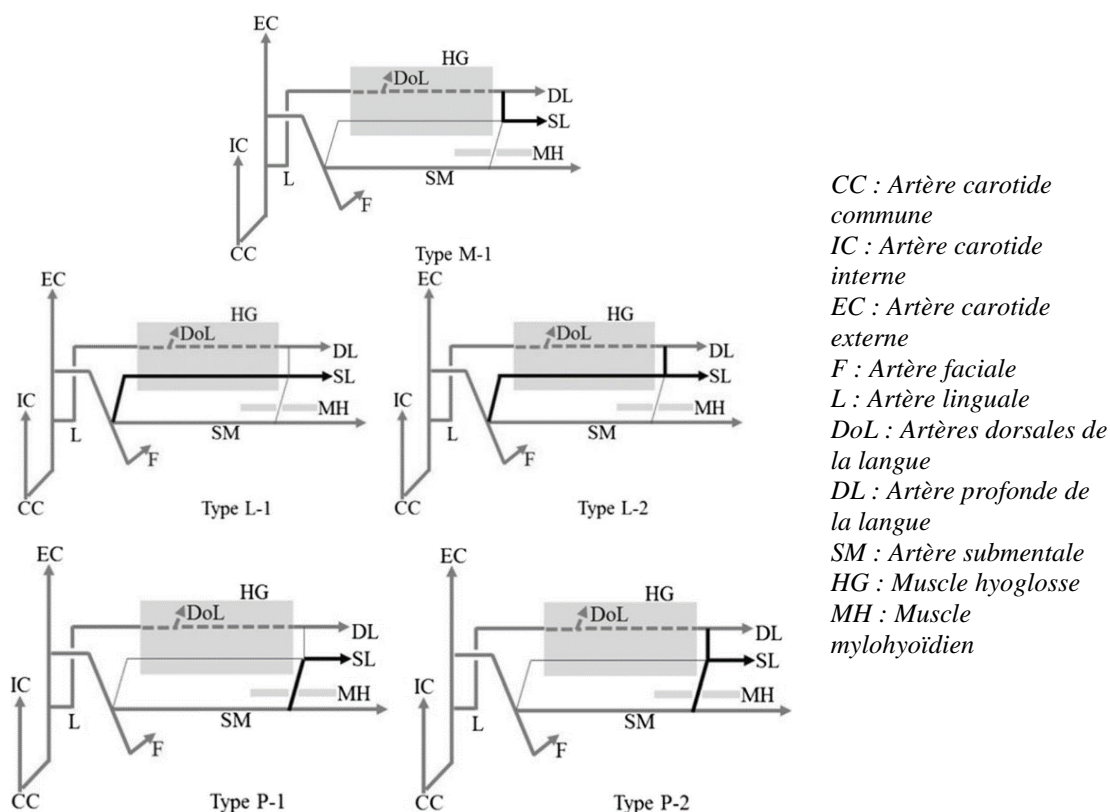 EC
HG
DoL
DL
SL
IC
MH
L
SM
F
CC
Type M-1
EC
HG
DoL
DL
SL
IC
MH
L
SM
F
CC
Type L-1
EC
HG
DoL
DL
SL
IC
MH
L
SM
F
CC
Type L-2
EC
HG
DoL
DL
SL
IC
MH
L
SM
F
CC
Type P-1
EC
HG
DoL
DL
SL
IC
MH
L
SM
F
CC
Type P-2
CC : Artère carotide
commune
IC : Artère carotide
interne
EC : Artère carotide
externe
F : Artère faciale
L : Artère linguale
DoL : Artères dorsales de
la langue
DL : Artère profonde de
la langue
SM : Artère submentale
HG : Muscle hyoglosse
MH : Muscle
mylohyoïdien